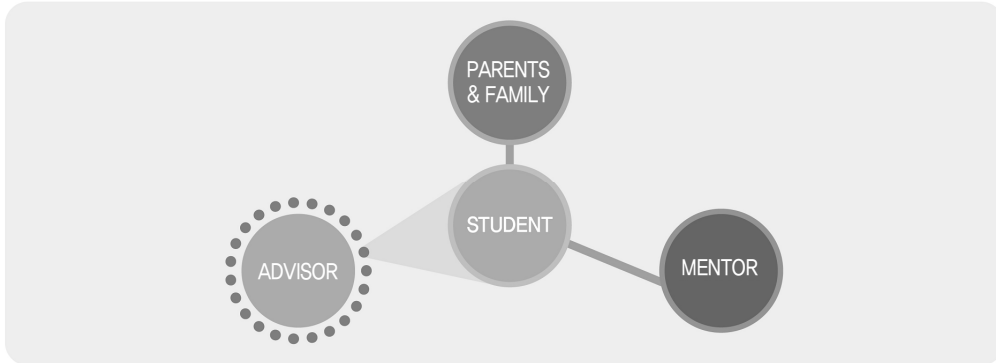 PARENTS
& FAMILY
STUDENT
ADVISOR
MENTOR